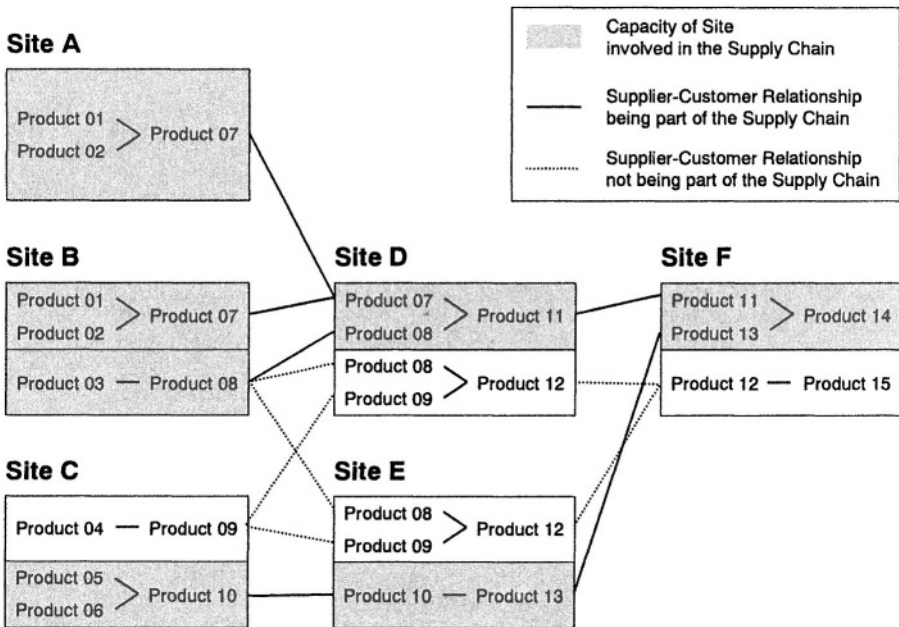 Capacity of Site
involved in the Supply Chain
Supplier-Customer Relationship
being part of the Supply Chain
Supplier-Customer Relationship
not being part of the Supply Chain
Site A
Product 01
Product 02
Product 07
Site B
Product 01
Product 02
Product 07
Product 03
Product 08
Site C
Product 04
Product 09
Product 05
Product 06
Product 10
Site D
Product 07
Product 08
Product 11
Product 08
Product 09
Product 12
Site E
Product 08
Product 09
Product 12
Product 10
Product 13
Site F
Product 11
Product 13
Product 14
Product 12
Product 15